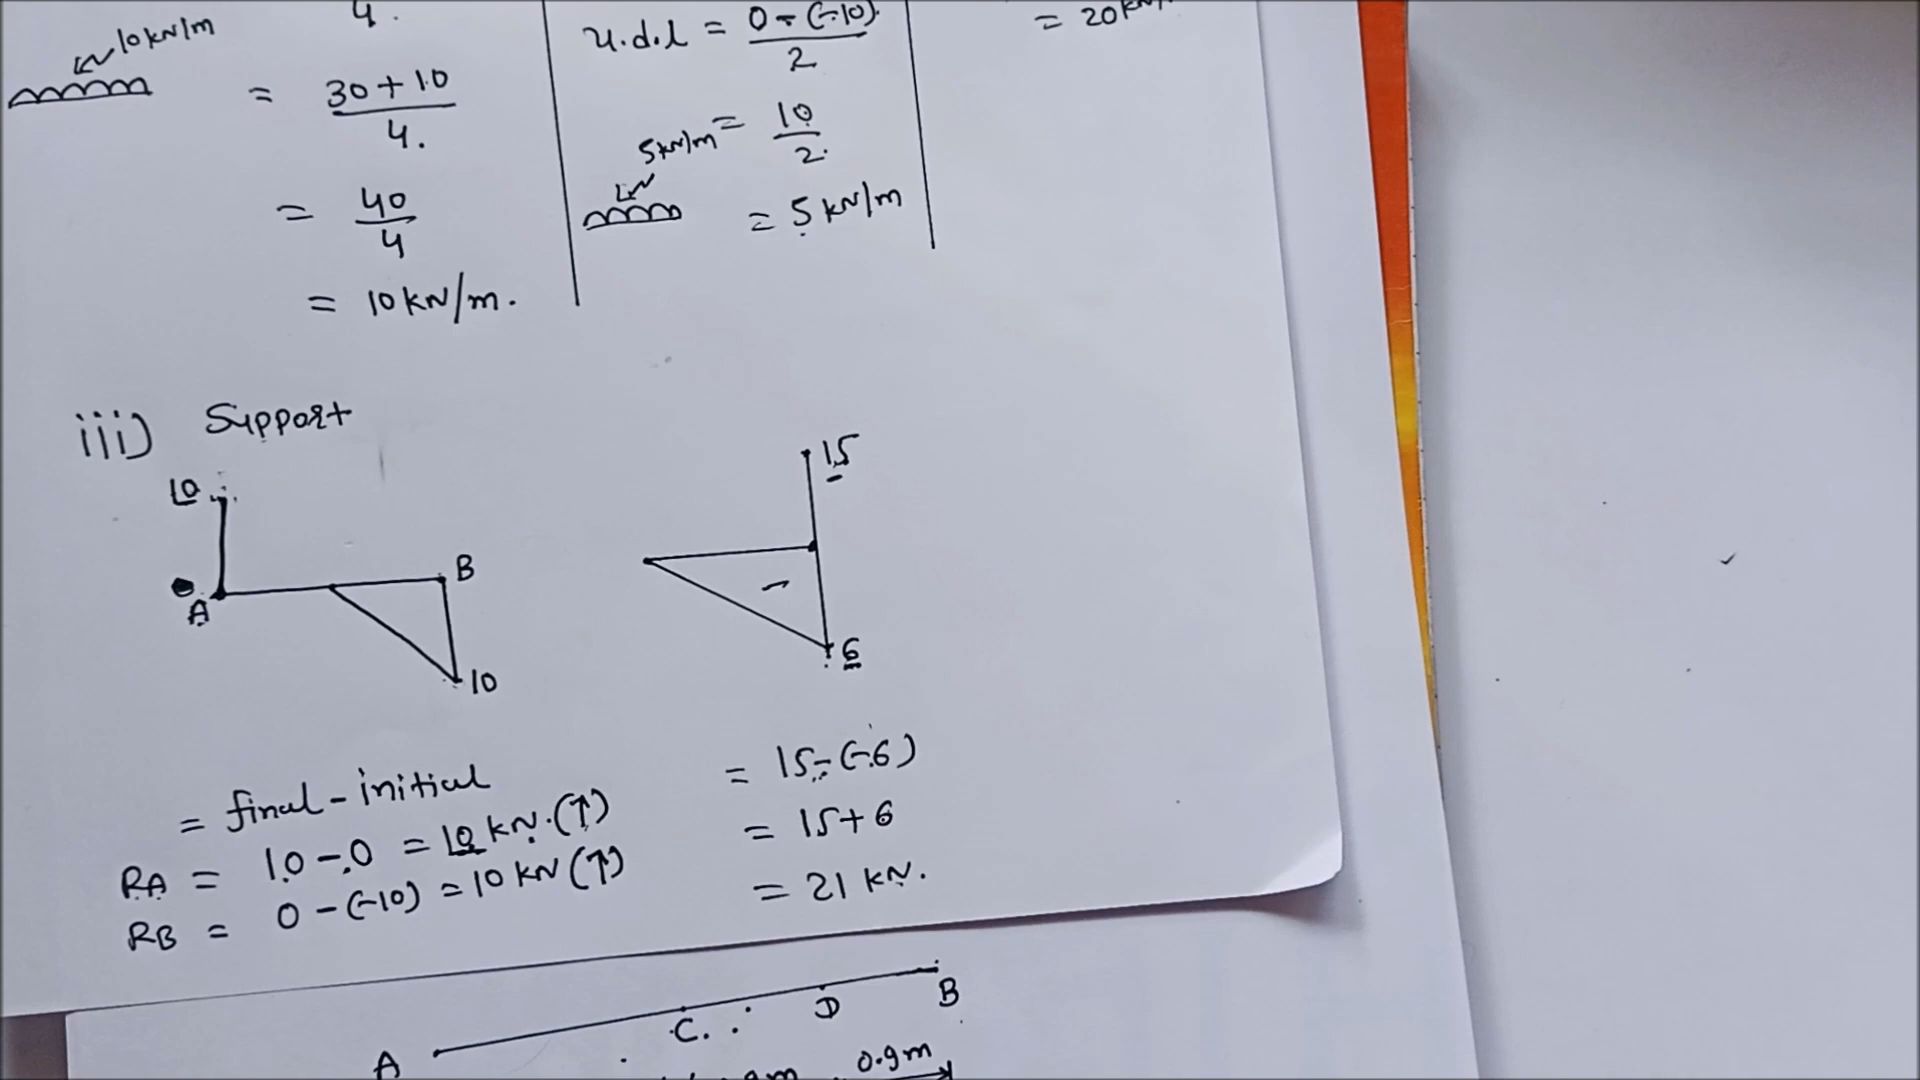 10kN/m
4.
= 30+10 / 4.
= 40 / 4
= 10 kN/m.
u.d.l = 0-(-10) / 2
5kN/m = 10 / 2.
= 5 kN/m
= 20
iii) Support
10
A
B
10
15
6
= final - initial
RA = 10-0 = 10 kN.(↑)
RB = 0-(-10) = 10 kN (↑)
= 15-(-6)
= 15+6
= 21 kN.
A C. D B
0.9m